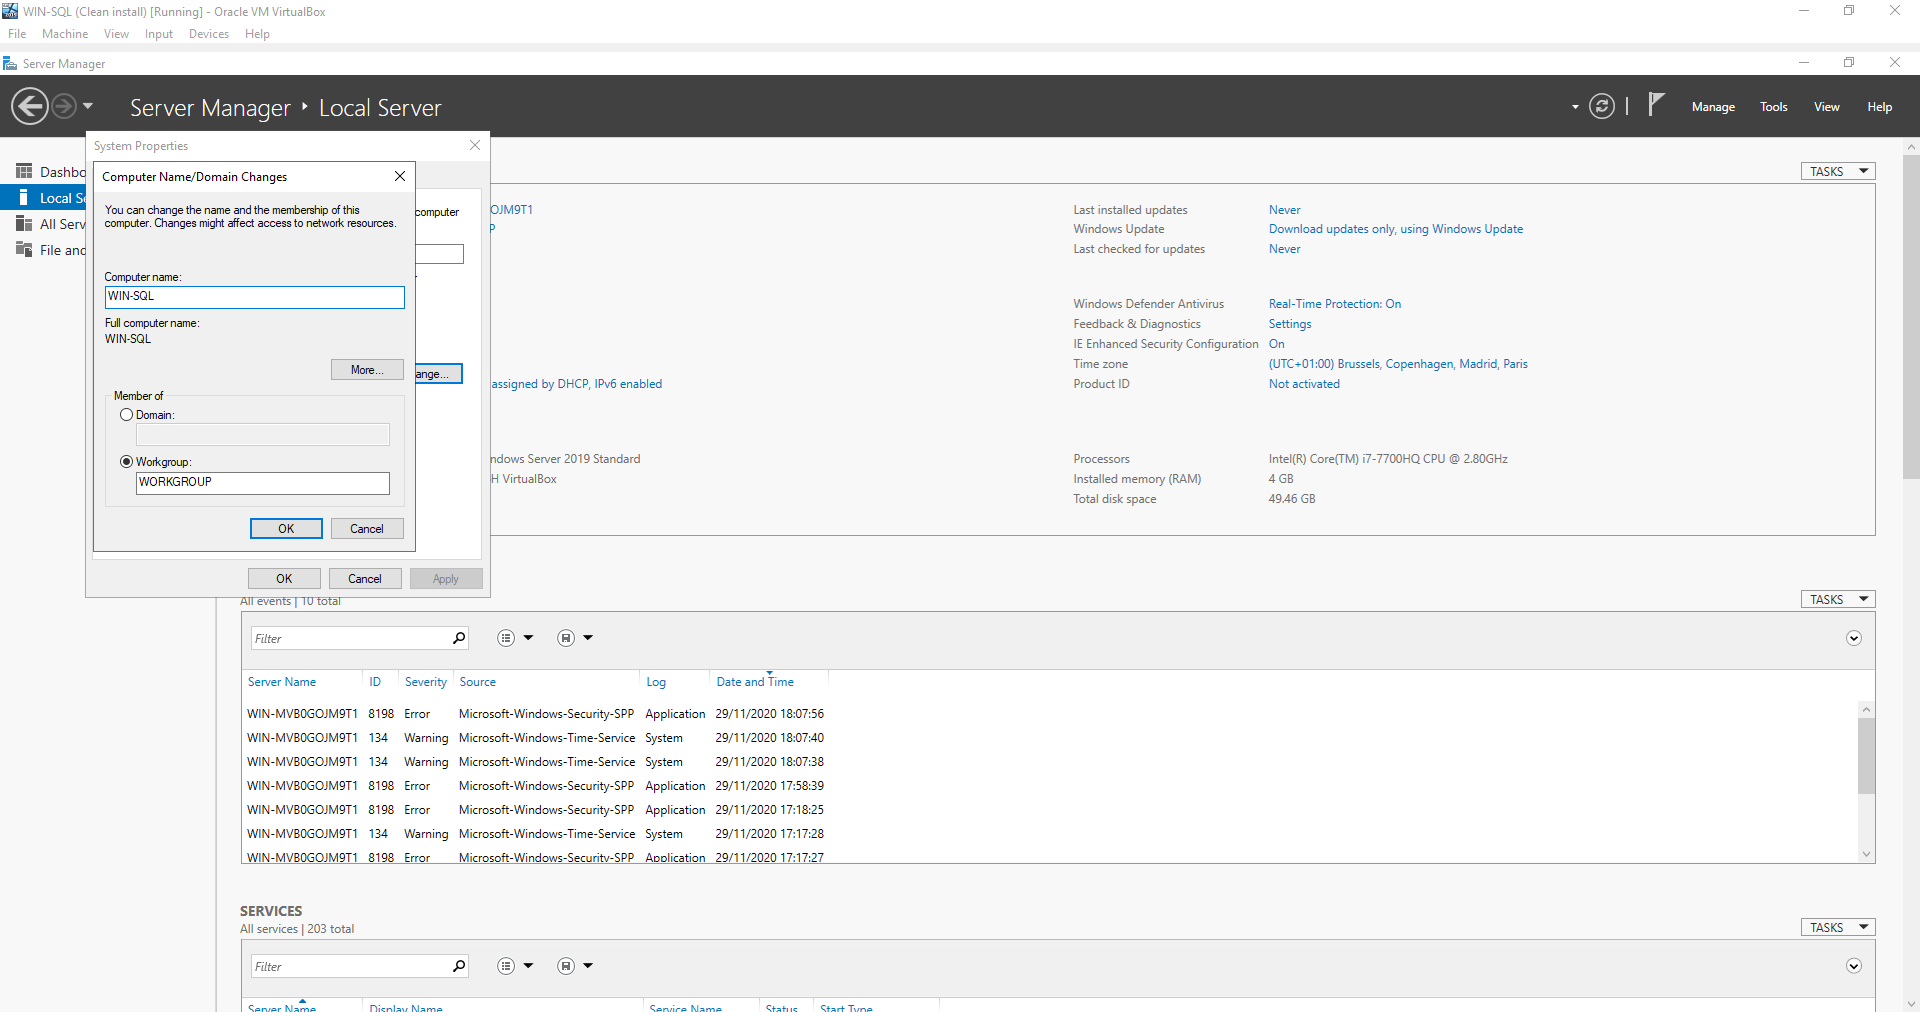 WIN-SQL (Clean install) [Running] - Oracle VM VirtualBox
File Machine View Input Devices Help
Server Manager
Server Manager Local Server
Manage Tools View Help
Dashbo
Local Se
All Serv
File and
System Properties
Computer Name/Domain Changes
You can change the name and the membership of this
computer. Changes might affect access to network resources.
Computer name:
WIN-SQL
Full computer name:
WIN-SQL
More...
Member of
Domain:
Workgroup:
WORKGROUP
OK Cancel
computer
ange...
OK Cancel Apply
TASKS
OJM9T1
P
assigned by DHCP, IPv6 enabled
ndows Server 2019 Standard
H VirtualBox
Last installed updates Never
Windows Update Download updates only, using Windows Update
Last checked for updates Never
Windows Defender Antivirus Real-Time Protection: On
Feedback & Diagnostics Settings
IE Enhanced Security Configuration On
Time zone (UTC+01:00) Brussels, Copenhagen, Madrid, Paris
Product ID Not activated
Processors Intel(R) Core(TM) i7-7700HQ CPU @ 2.80GHz
Installed memory (RAM) 4 GB
Total disk space 49.46 GB
All events | 10 total
TASKS
Filter
Server Name ID Severity Source Log Date and Time
WIN-MVB0GOJM9T1 8198 Error Microsoft-Windows-Security-SPP Application 29/11/2020 18:07:56
WIN-MVB0GOJM9T1 134 Warning Microsoft-Windows-Time-Service System 29/11/2020 18:07:40
WIN-MVB0GOJM9T1 134 Warning Microsoft-Windows-Time-Service System 29/11/2020 18:07:38
WIN-MVB0GOJM9T1 8198 Error Microsoft-Windows-Security-SPP Application 29/11/2020 17:58:39
WIN-MVB0GOJM9T1 8198 Error Microsoft-Windows-Security-SPP Application 29/11/2020 17:18:25
WIN-MVB0GOJM9T1 134 Warning Microsoft-Windows-Time-Service System 29/11/2020 17:17:28
WIN-MVB0GOJM9T1 8198 Error Microsoft-Windows-Security-SPP Application 29/11/2020 17:17:27
SERVICES
All services | 203 total
TASKS
Filter
Server Name Display Name Service Name Status Start Type